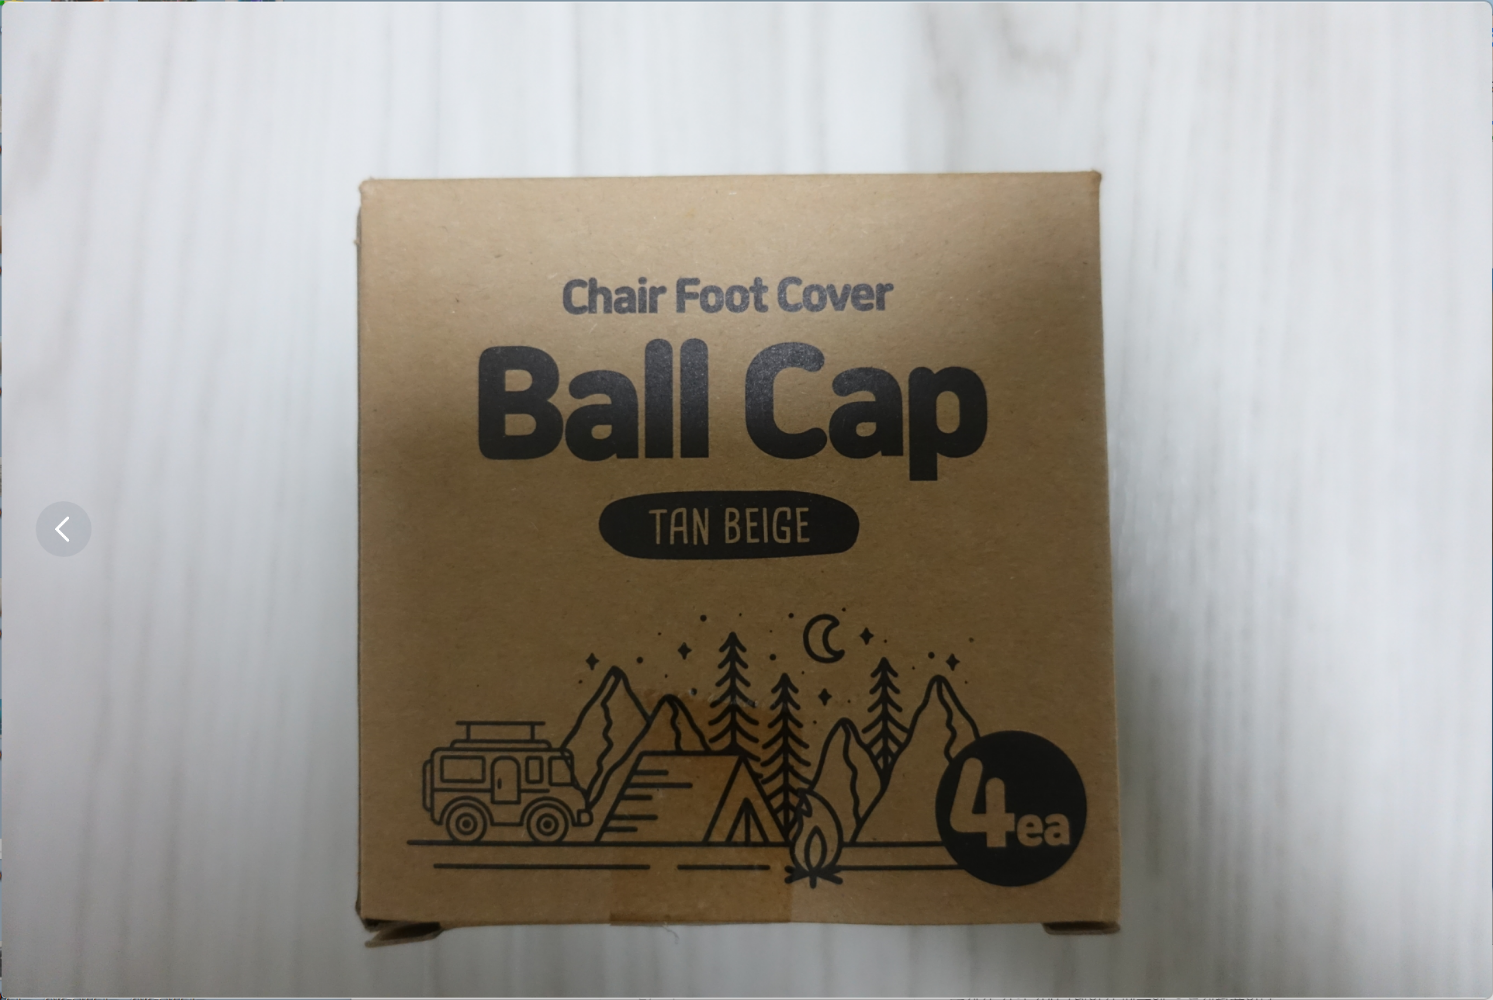 Chair Foot Cover
Ball Cap
TAN BEIGE
4ea